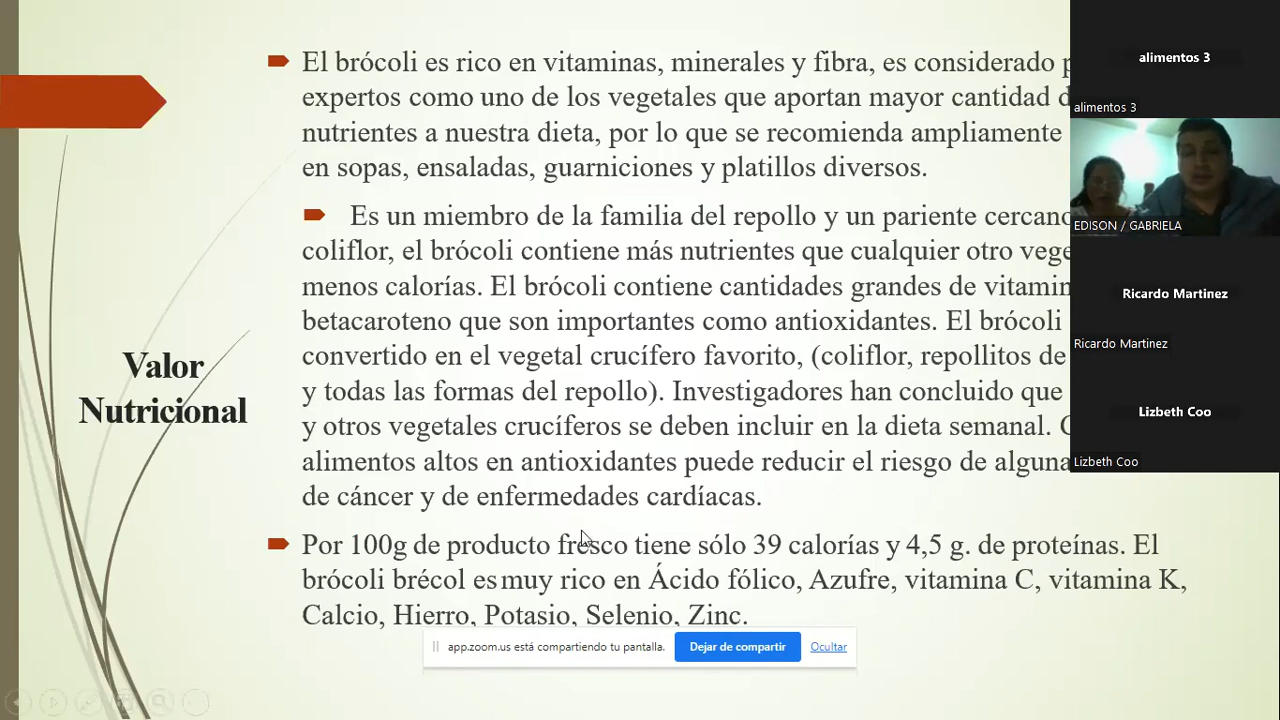 El brócoli es rico en vitaminas, minerales y fibra, es considerado
expertos como uno de los vegetales que aportan mayor cantidad
nutrientes a nuestra dieta, por lo que se recomienda ampliamente
en sopas, ensaladas, guarniciones y platillos diversos.
Es un miembro de la familia del repollo y un pariente cercano
coliflor, el brócoli contiene más nutrientes que cualquier otro
menos calorías. El brócoli contiene cantidades grandes de
betacaroteno que son importantes como antioxidantes. El brócoli
convertido en el vegetal crucífero favorito, (coliflor, repollitos de
y todas las formas del repollo). Investigadores han concluido que
y otros vegetales crucíferos se deben incluir en la dieta semanal.
alimentos altos en antioxidantes puede reducir el riesgo de
de cáncer y de enfermedades cardíacas.
Por 100g de producto fresco tiene sólo 39 calorías y 4,5 g. de proteínas. El
brócoli brécol es muy rico en Ácido fólico, Azufre, vitamina C, vitamina K,
Calcio, Hierro, Potasio, Selenio, Zinc.
Valor
Nutricional
alimentos 3
alimentos 3
EDISON / GABRIELA
Ricardo Martinez
Ricardo Martinez
Lizbeth Coo
Lizbeth Coo
app.zoom.us está compartiendo tu pantalla.
Dejar de compartir
Ocultar